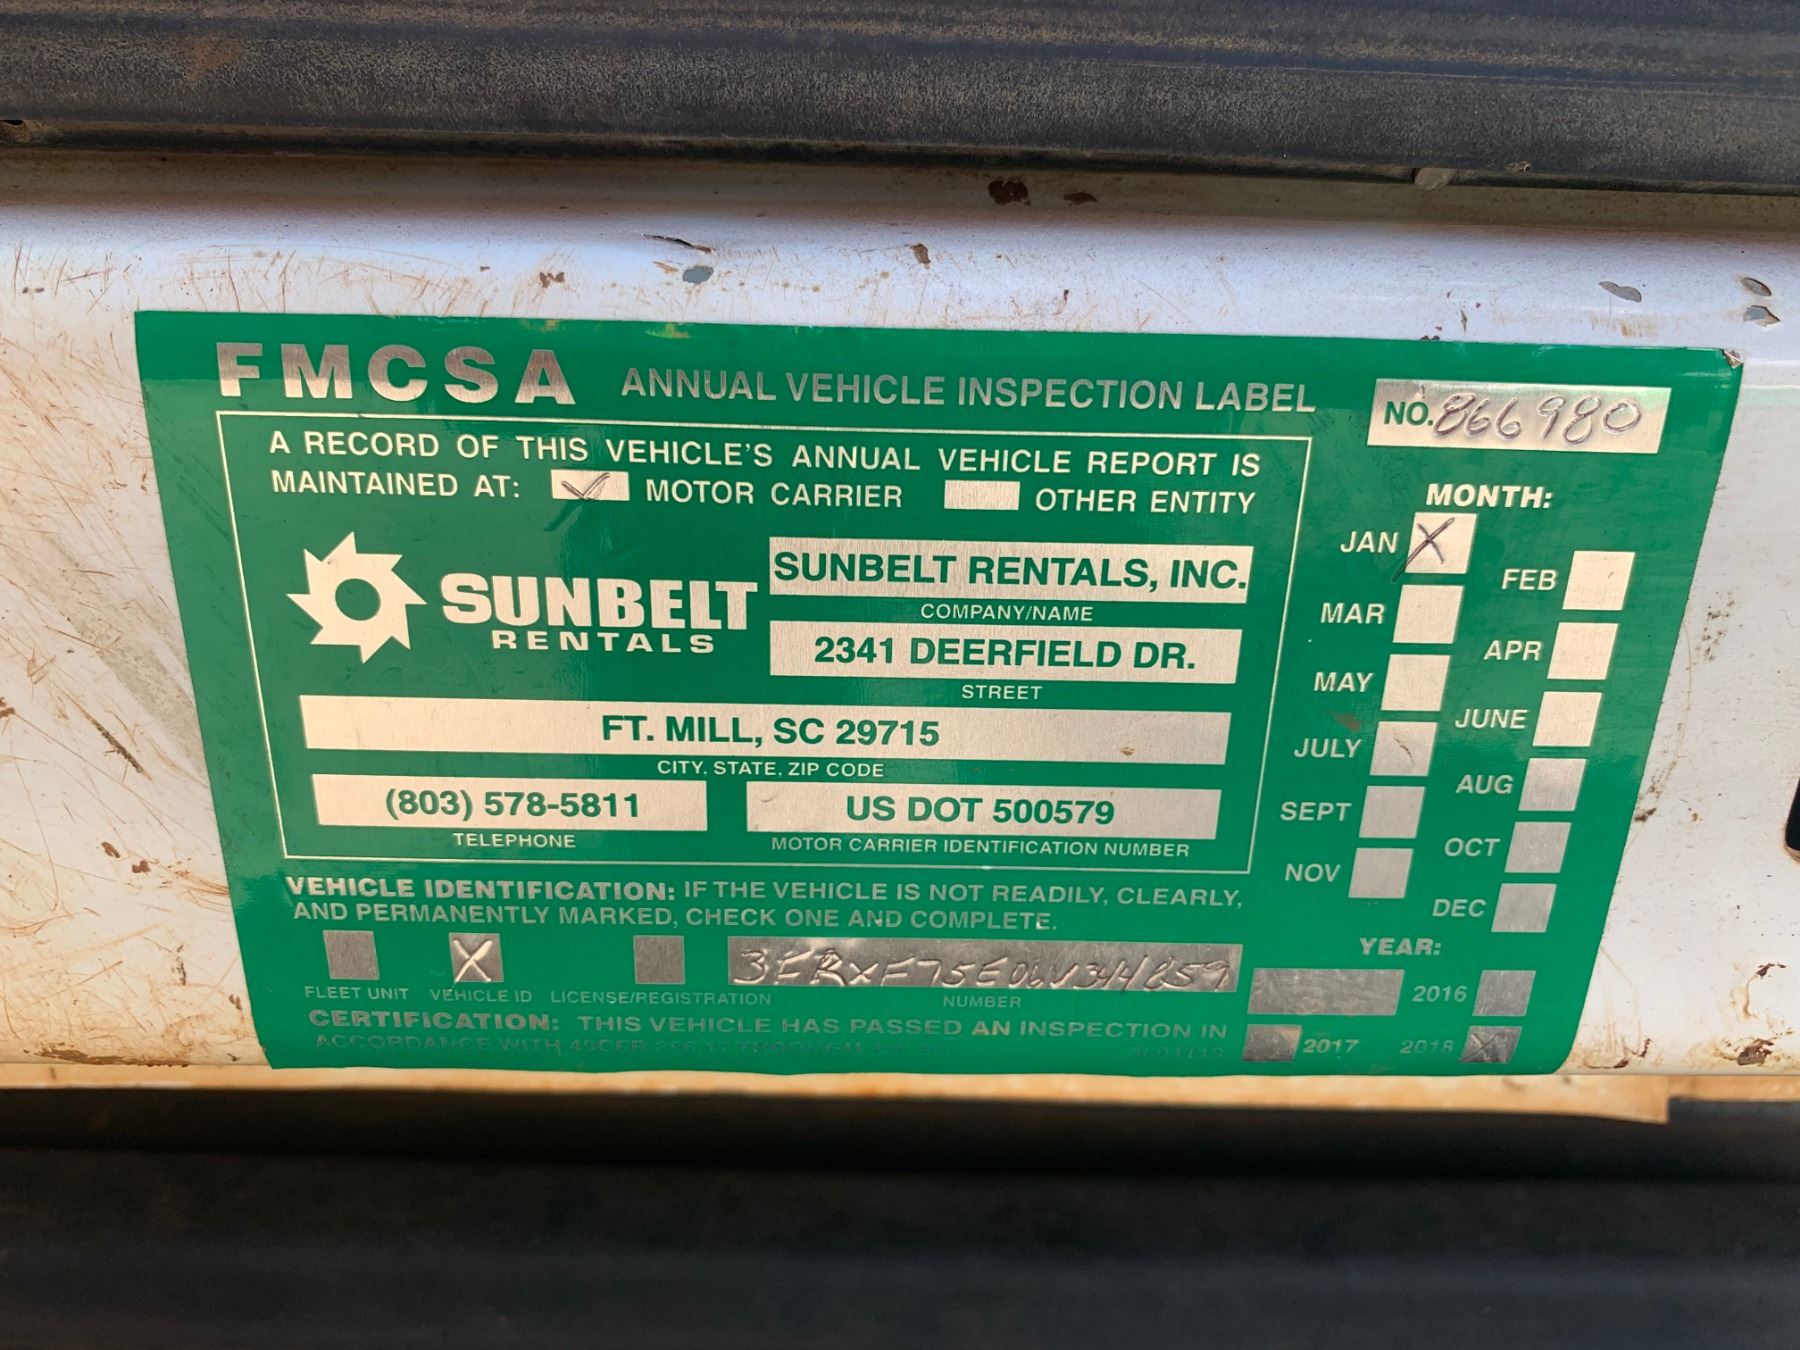 FMCSA ANNUAL VEHICLE INSPECTION LABEL
NO. 866980
A RECORD OF THIS VEHICLE'S ANNUAL VEHICLE REPORT IS
MAINTAINED AT: ✓ MOTOR CARRIER OTHER ENTITY
SUNBELT
RENTALS
SUNBELT RENTALS, INC.
COMPANY/NAME
2341 DEERFIELD DR.
STREET
FT. MILL, SC 29715
CITY, STATE, ZIP CODE
(803) 578-5811
TELEPHONE
US DOT 500579
MOTOR CARRIER IDENTIFICATION NUMBER
VEHICLE IDENTIFICATION: IF THE VEHICLE IS NOT READILY, CLEARLY,
AND PERMANENTLY MARKED, CHECK ONE AND COMPLETE.
X
FLEET UNIT VEHICLE ID LICENSE/REGISTRATION
NUMBER
CERTIFICATION: THIS VEHICLE HAS PASSED AN INSPECTION IN
ACCORDANCE WITH 49CFR
MONTH:
JAN X
FEB
MAR
APR
MAY
JUNE
JULY
AUG
SEPT
OCT
NOV
DEC
YEAR:
2016
2017
2018 X